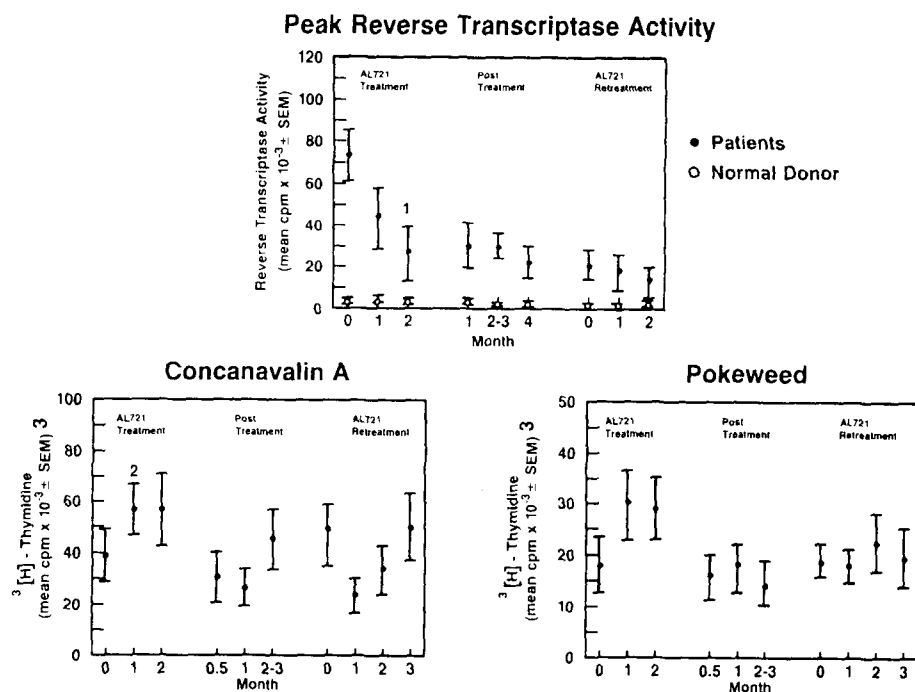 Peak Reverse Transcriptase Activity
Reverse Transcriptase Activity
(mean cpm x 10⁻³ ± SEM)
120
100
80
60
40
20
0
AL721
Treatment
Post
Treatment
AL721
Retreatment
1
0 1 2 1 2-3 4 0 1 2
Month
Patients
Normal Donor
Concanavalin A
³[H] - Thymidine
(mean cpm x 10⁻³ ± SEM) 3
100
80
60
40
20
0
AL721
Treatment
Post
Treatment
AL721
Retreatment
2
0 1 2 0.5 1 2-3 0 1 2 3
Month
Pokeweed
³[H] - Thymidine
(mean cpm x 10⁻³ ± SEM) 3
50
40
30
20
10
0
AL721
Treatment
Post
Treatment
AL721
Retreatment
0 1 2 0.5 1 2-3 0 1 2 3
Month